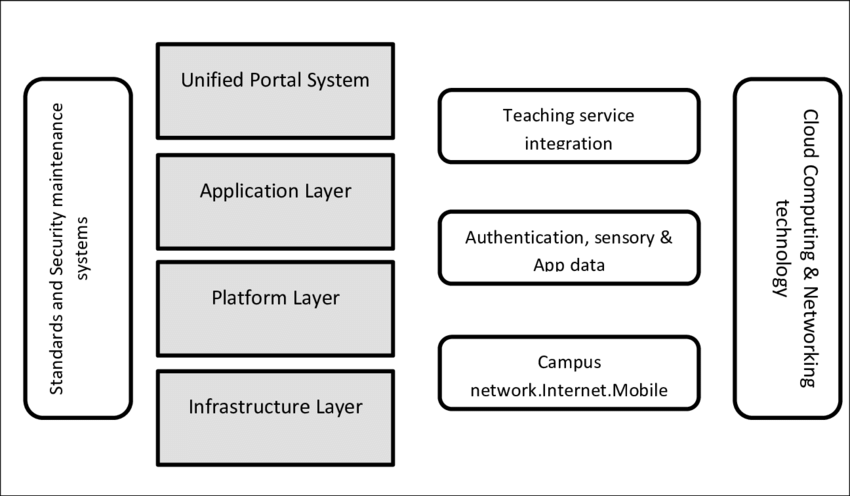 Standards and Security maintenance
systems
Unified Portal System
Application Layer
Platform Layer
Infrastructure Layer
Teaching service
integration
Authentication, sensory &
App data
Campus
network.Internet.Mobile
Cloud Computing & Networking
technology